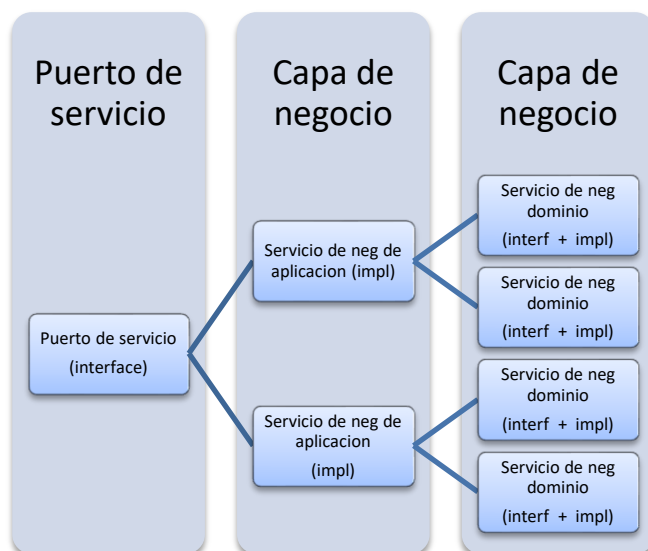 Puerto de
servicio
Capa de
negocio
Capa de
negocio
Puerto de servicio
(interface)
Servicio de neg de
aplicacion (impl)
Servicio de neg de
aplicacion
(impl)
Servicio de neg
dominio
(interf + impl)
Servicio de neg
dominio
(interf + impl)
Servicio de neg
dominio
(interf + impl)
Servicio de neg
dominio
(interf + impl)